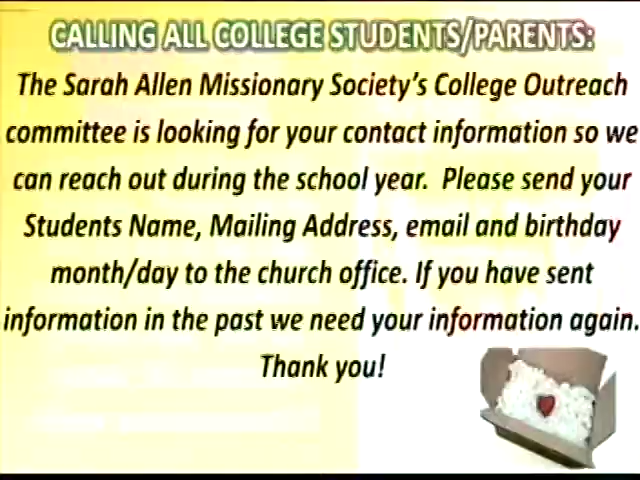 CALLING ALL COLLEGE STUDENTS/PARENTS:
The Sarah Allen Missionary Society's College Outreach
committee is looking for your contact information so we
can reach out during the school year. Please send your
Students Name, Mailing Address, email and birthday
month/day to the church office. If you have sent
information in the past we need your information again.
Thank you!